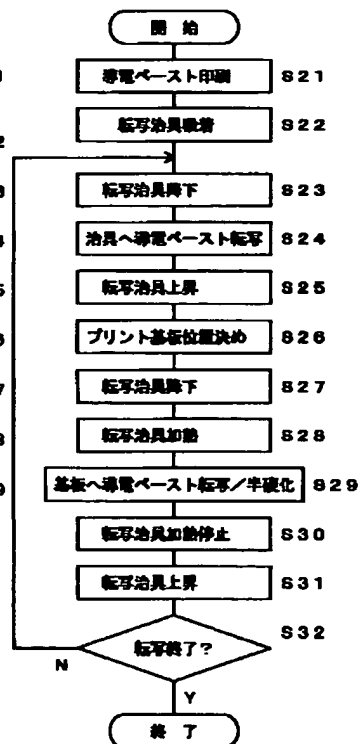 開 始
導電ペースト印刷 S21
転写治具吸着 S22
転写治具降下 S23
治具へ導電ペースト転写 S24
転写治具上昇 S25
プリント基板位置決め S26
転写治具降下 S27
転写治具加熱 S28
基板へ導電ペースト転写/半硬化 S29
転写治具加熱停止 S30
転写治具上昇 S31
転写終了? S32
N
Y
終 了